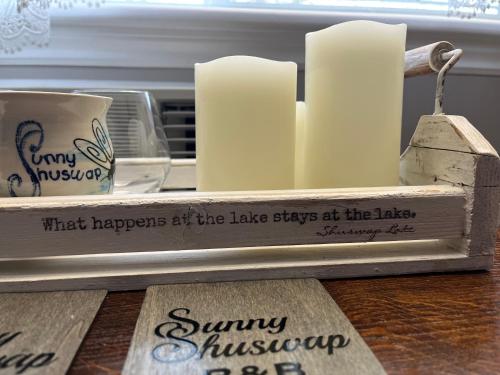 Sunny
Shuswap
What happens at the lake stays at the lake.
Shuswap Lake
Sunny
Shuswap
B&B